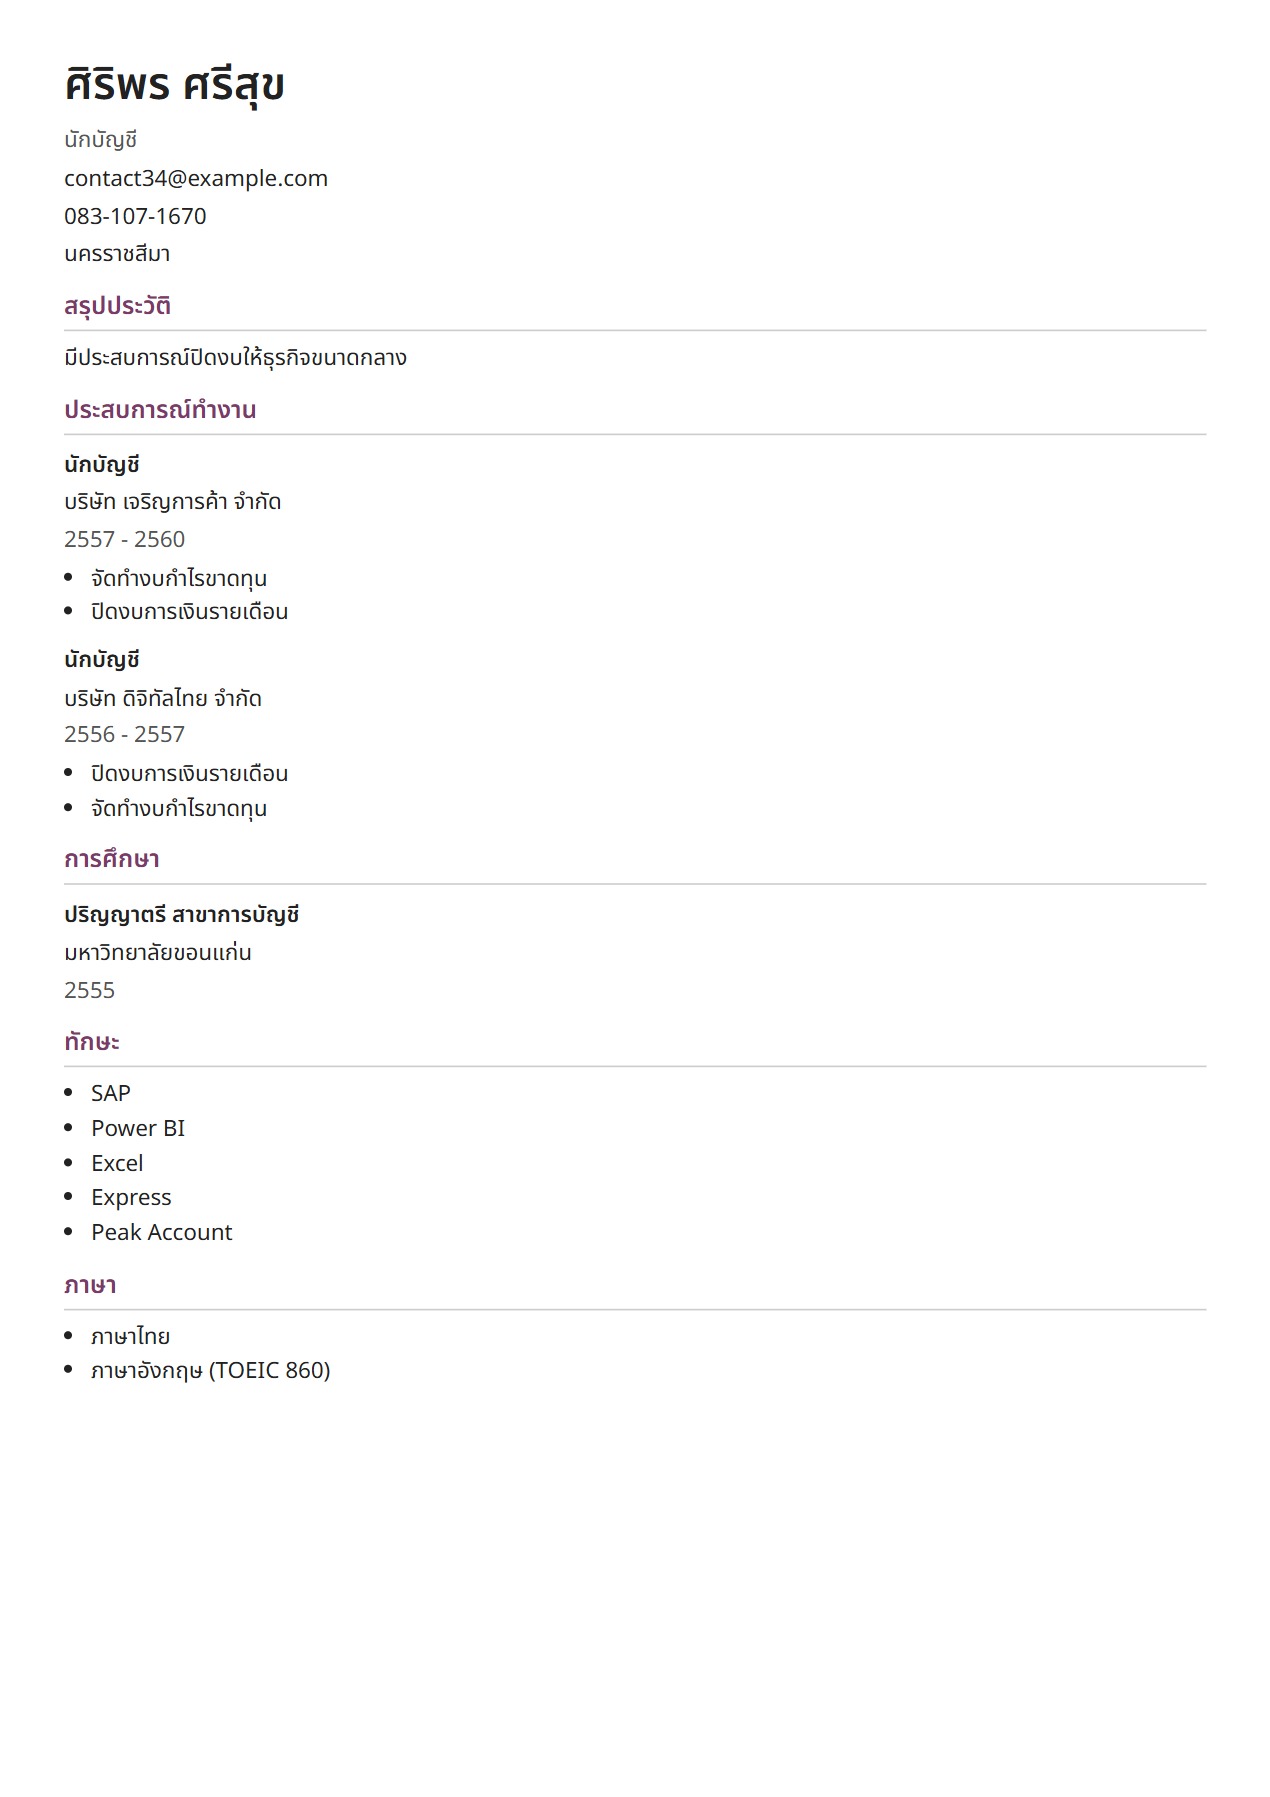 ศิริพร ศรีสุข
นักบัญชี
contact34@example.com
083-107-1670
นครราชสีมา
สรุปประวัติ
มีประสบการณ์ปิดงบให้ธุรกิจขนาดกลาง
ประสบการณ์ทำงาน
นักบัญชี
บริษัท เจริญการค้า จำกัด
2557 - 2560
• จัดทำงบกำไรขาดทุน
• ปิดงบการเงินรายเดือน
นักบัญชี
บริษัท ดิจิทัลไทย จำกัด
2556 - 2557
• ปิดงบการเงินรายเดือน
• จัดทำงบกำไรขาดทุน
การศึกษา
ปริญญาตรี สาขาการบัญชี
มหาวิทยาลัยขอนแก่น
2555
ทักษะ
• SAP
• Power BI
• Excel
• Express
• Peak Account
ภาษา
• ภาษาไทย
• ภาษาอังกฤษ (TOEIC 860)